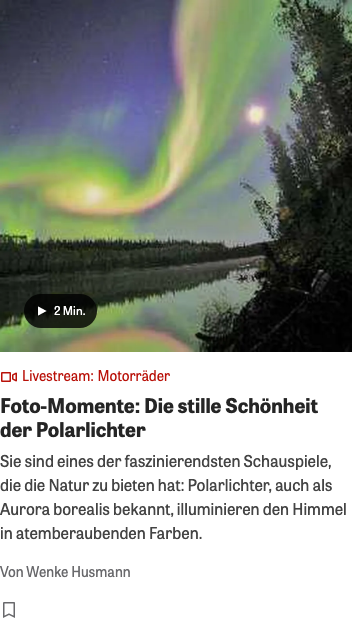 2 Min.
Livestream: Motorräder
Foto-Momente: Die stille Schönheit
der Polarlichter
Sie sind eines der faszinierendsten Schauspiele,
die die Natur zu bieten hat: Polarlichter, auch als
Aurora borealis bekannt, illuminieren den Himmel
in atemberaubenden Farben.
Von Wenke Husmann